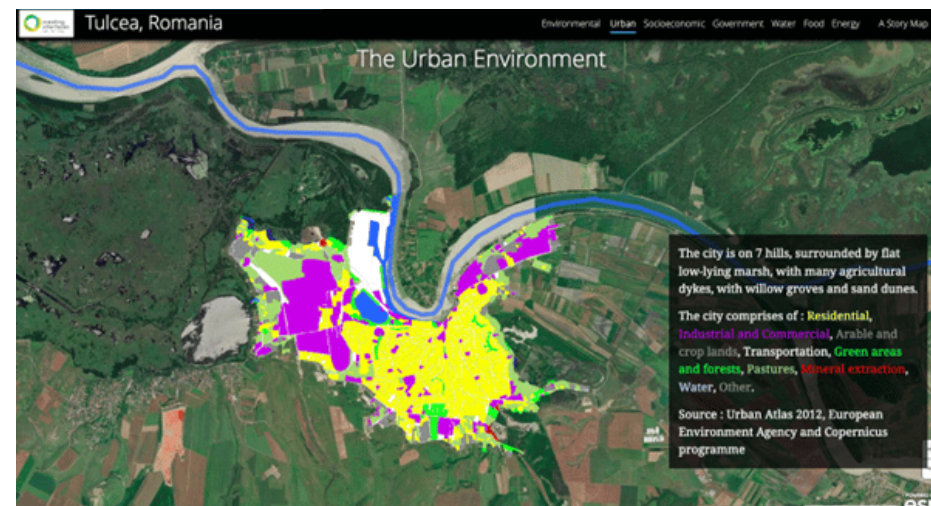 Tulcea, Romania
Environmental Urban Socioeconomic Government Water Food Energy A Story Map
The Urban Environment
The city is on 7 hills, surrounded by flat
low-lying marsh, with many agricultural
dykes, with willow groves and sand dunes.
The city comprises of : Residential,
Industrial and Commercial, Arable and
crop lands, Transportation, Green areas
and forests, Pastures, Mineral extraction,
Water, Other.
Source : Urban Atlas 2012, European
Environment Agency and Copernicus
programme